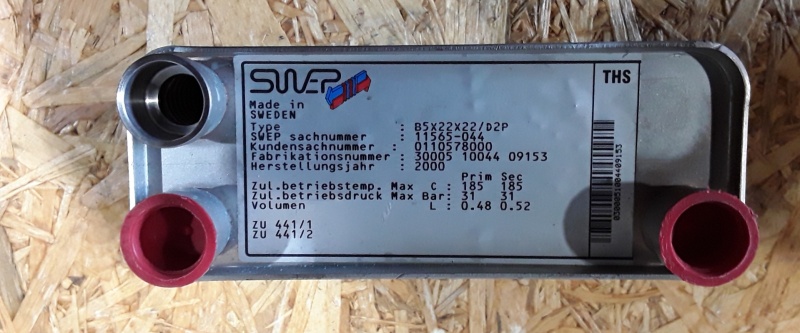 SWEP
THS
Made in
SWEDEN
Type : B5X22X22/D2P
SWEP sachnummer : 11565-044
Kundensachnummer : 0110578000
Fabrikationsnummer : 30005 10044 09153
Herstellungsjahr : 2000
Prim Sec
Zul.betriebstemp. Max C : 185 185
Zul.betriebsdruck Max Bar: 31 31
Volumen L : 0.48 0.52
ZU 441/1
ZU 441/2